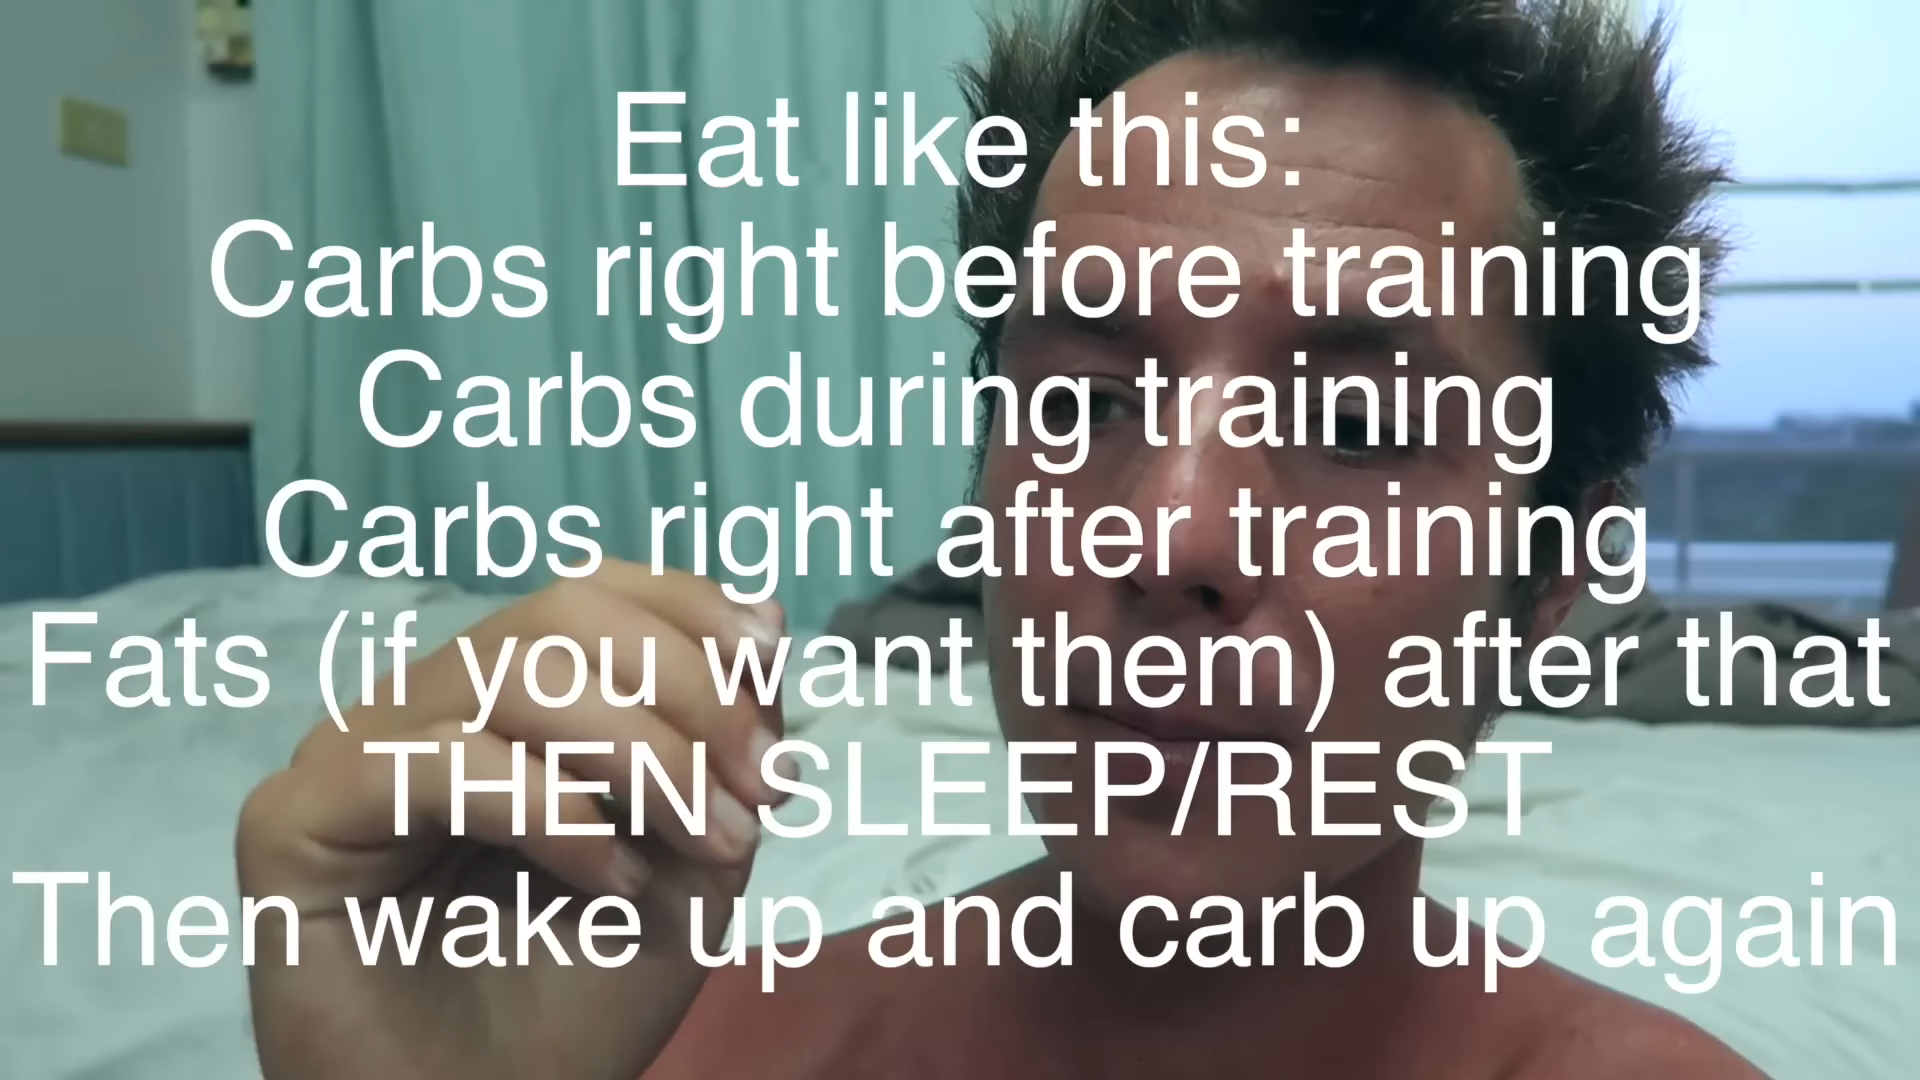 Eat like this:
Carbs right before training
Carbs during training
Carbs right after training
Fats (if you want them) after that
THEN SLEEP/REST
Then wake up and carb up again